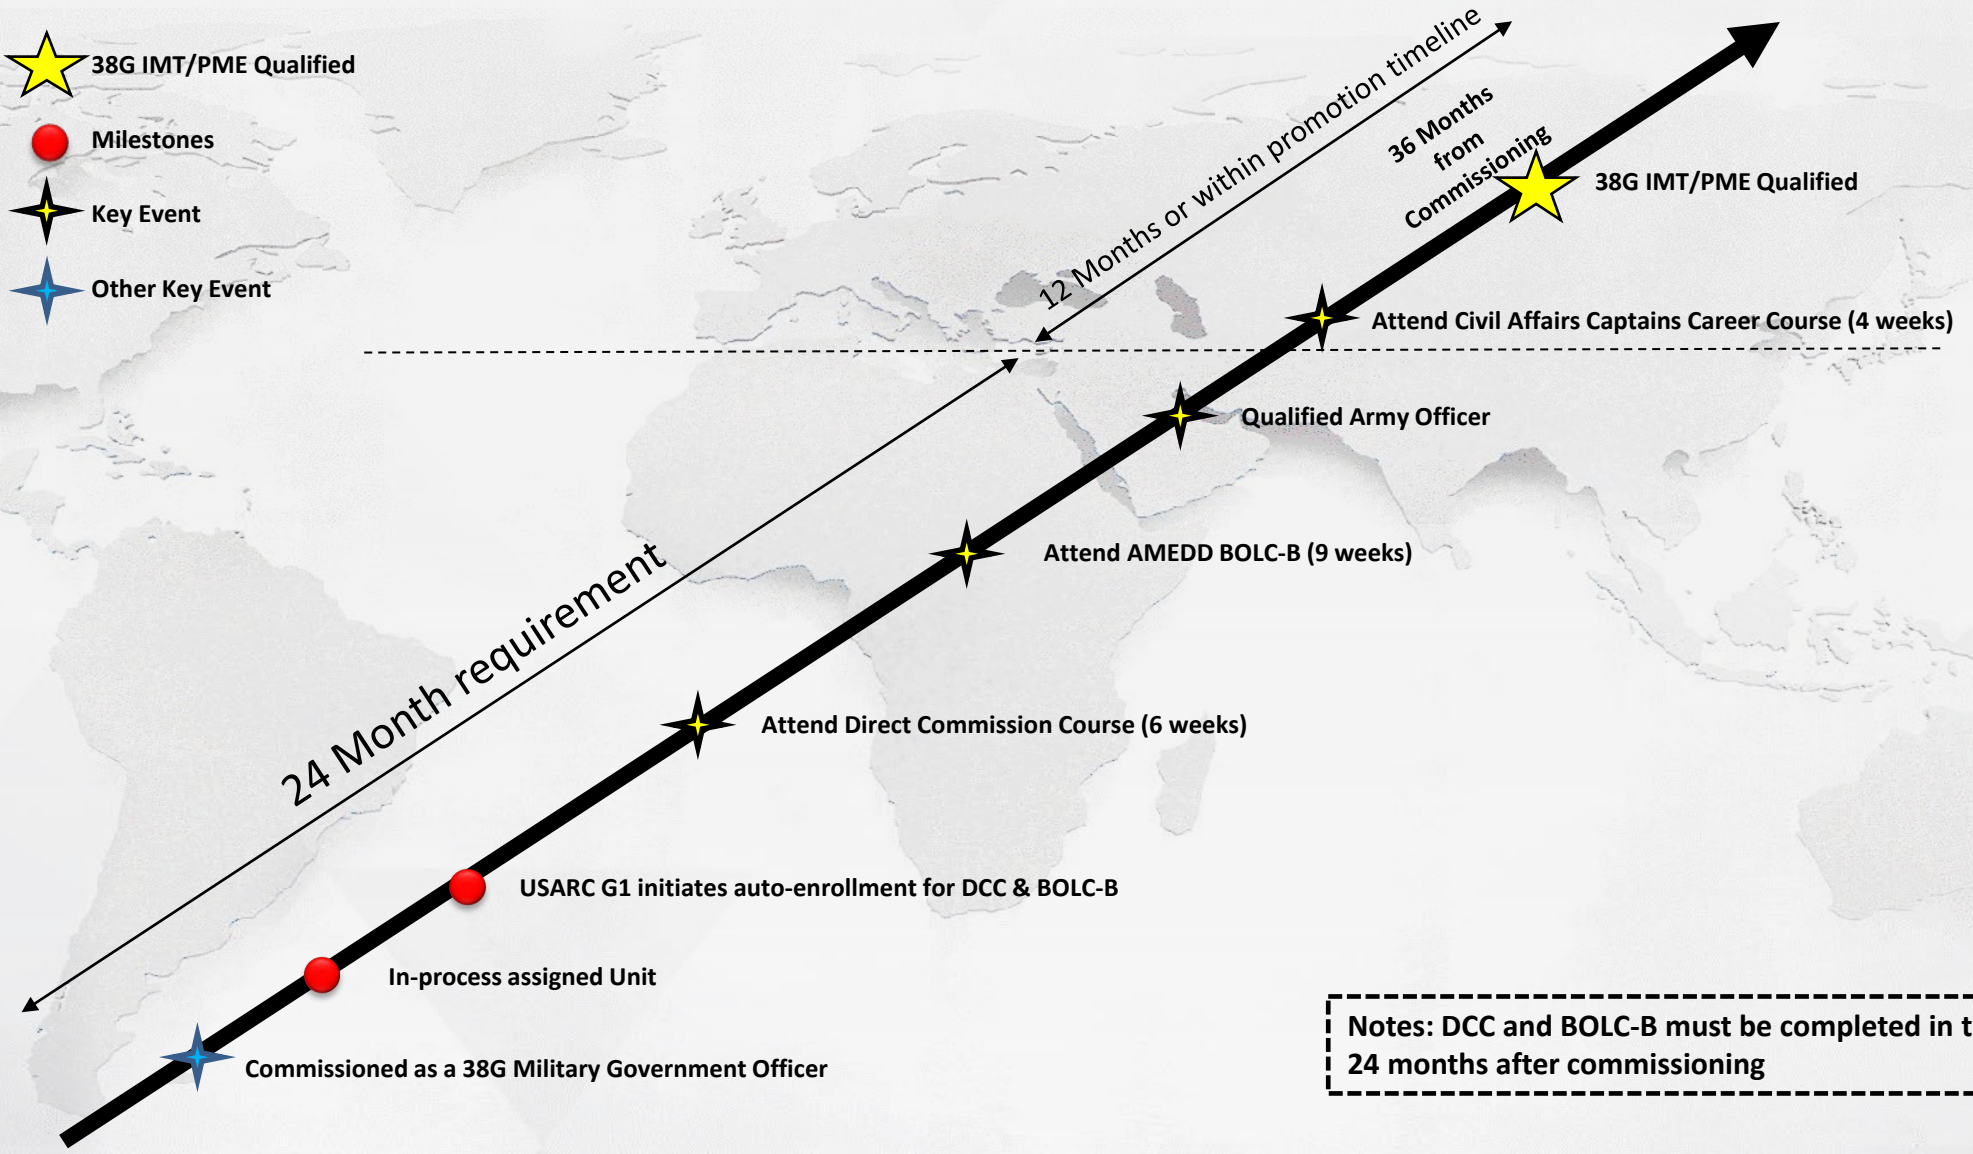 38G IMT/PME Qualified
Milestones
Key Event
Other Key Event
12 Months or within promotion timeline
36 Months
from
Commissioning
38G IMT/PME Qualified
Attend Civil Affairs Captains Career Course (4 weeks)
Qualified Army Officer
Attend AMEDD BOLC-B (9 weeks)
24 Month requirement
Attend Direct Commission Course (6 weeks)
USARC G1 initiates auto-enrollment for DCC & BOLC-B
In-process assigned Unit
Commissioned as a 38G Military Government Officer
Notes: DCC and BOLC-B must be completed in
24 months after commissioning